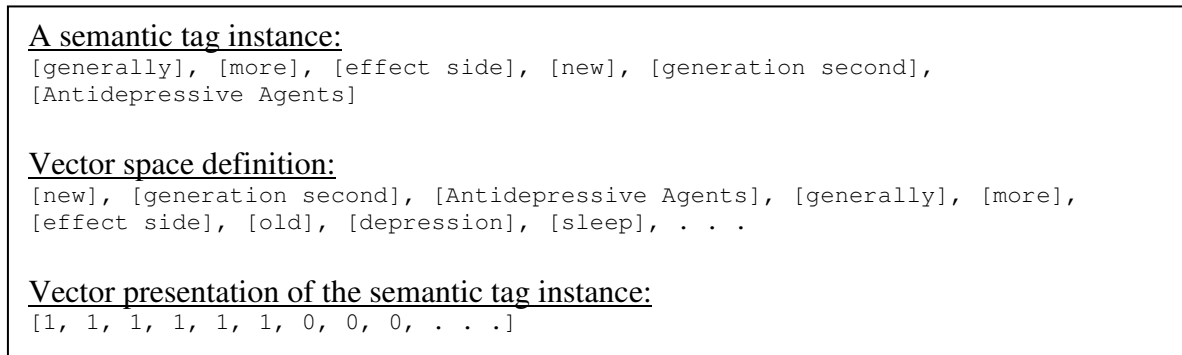 A semantic tag instance:
[generally], [more], [effect side], [new], [generation second],
[Antidepressive Agents]
Vector space definition:
[new], [generation second], [Antidepressive Agents], [generally], [more],
[effect side], [old], [depression], [sleep], . . .
Vector presentation of the semantic tag instance:
[1, 1, 1, 1, 1, 1, 0, 0, 0, . . .]